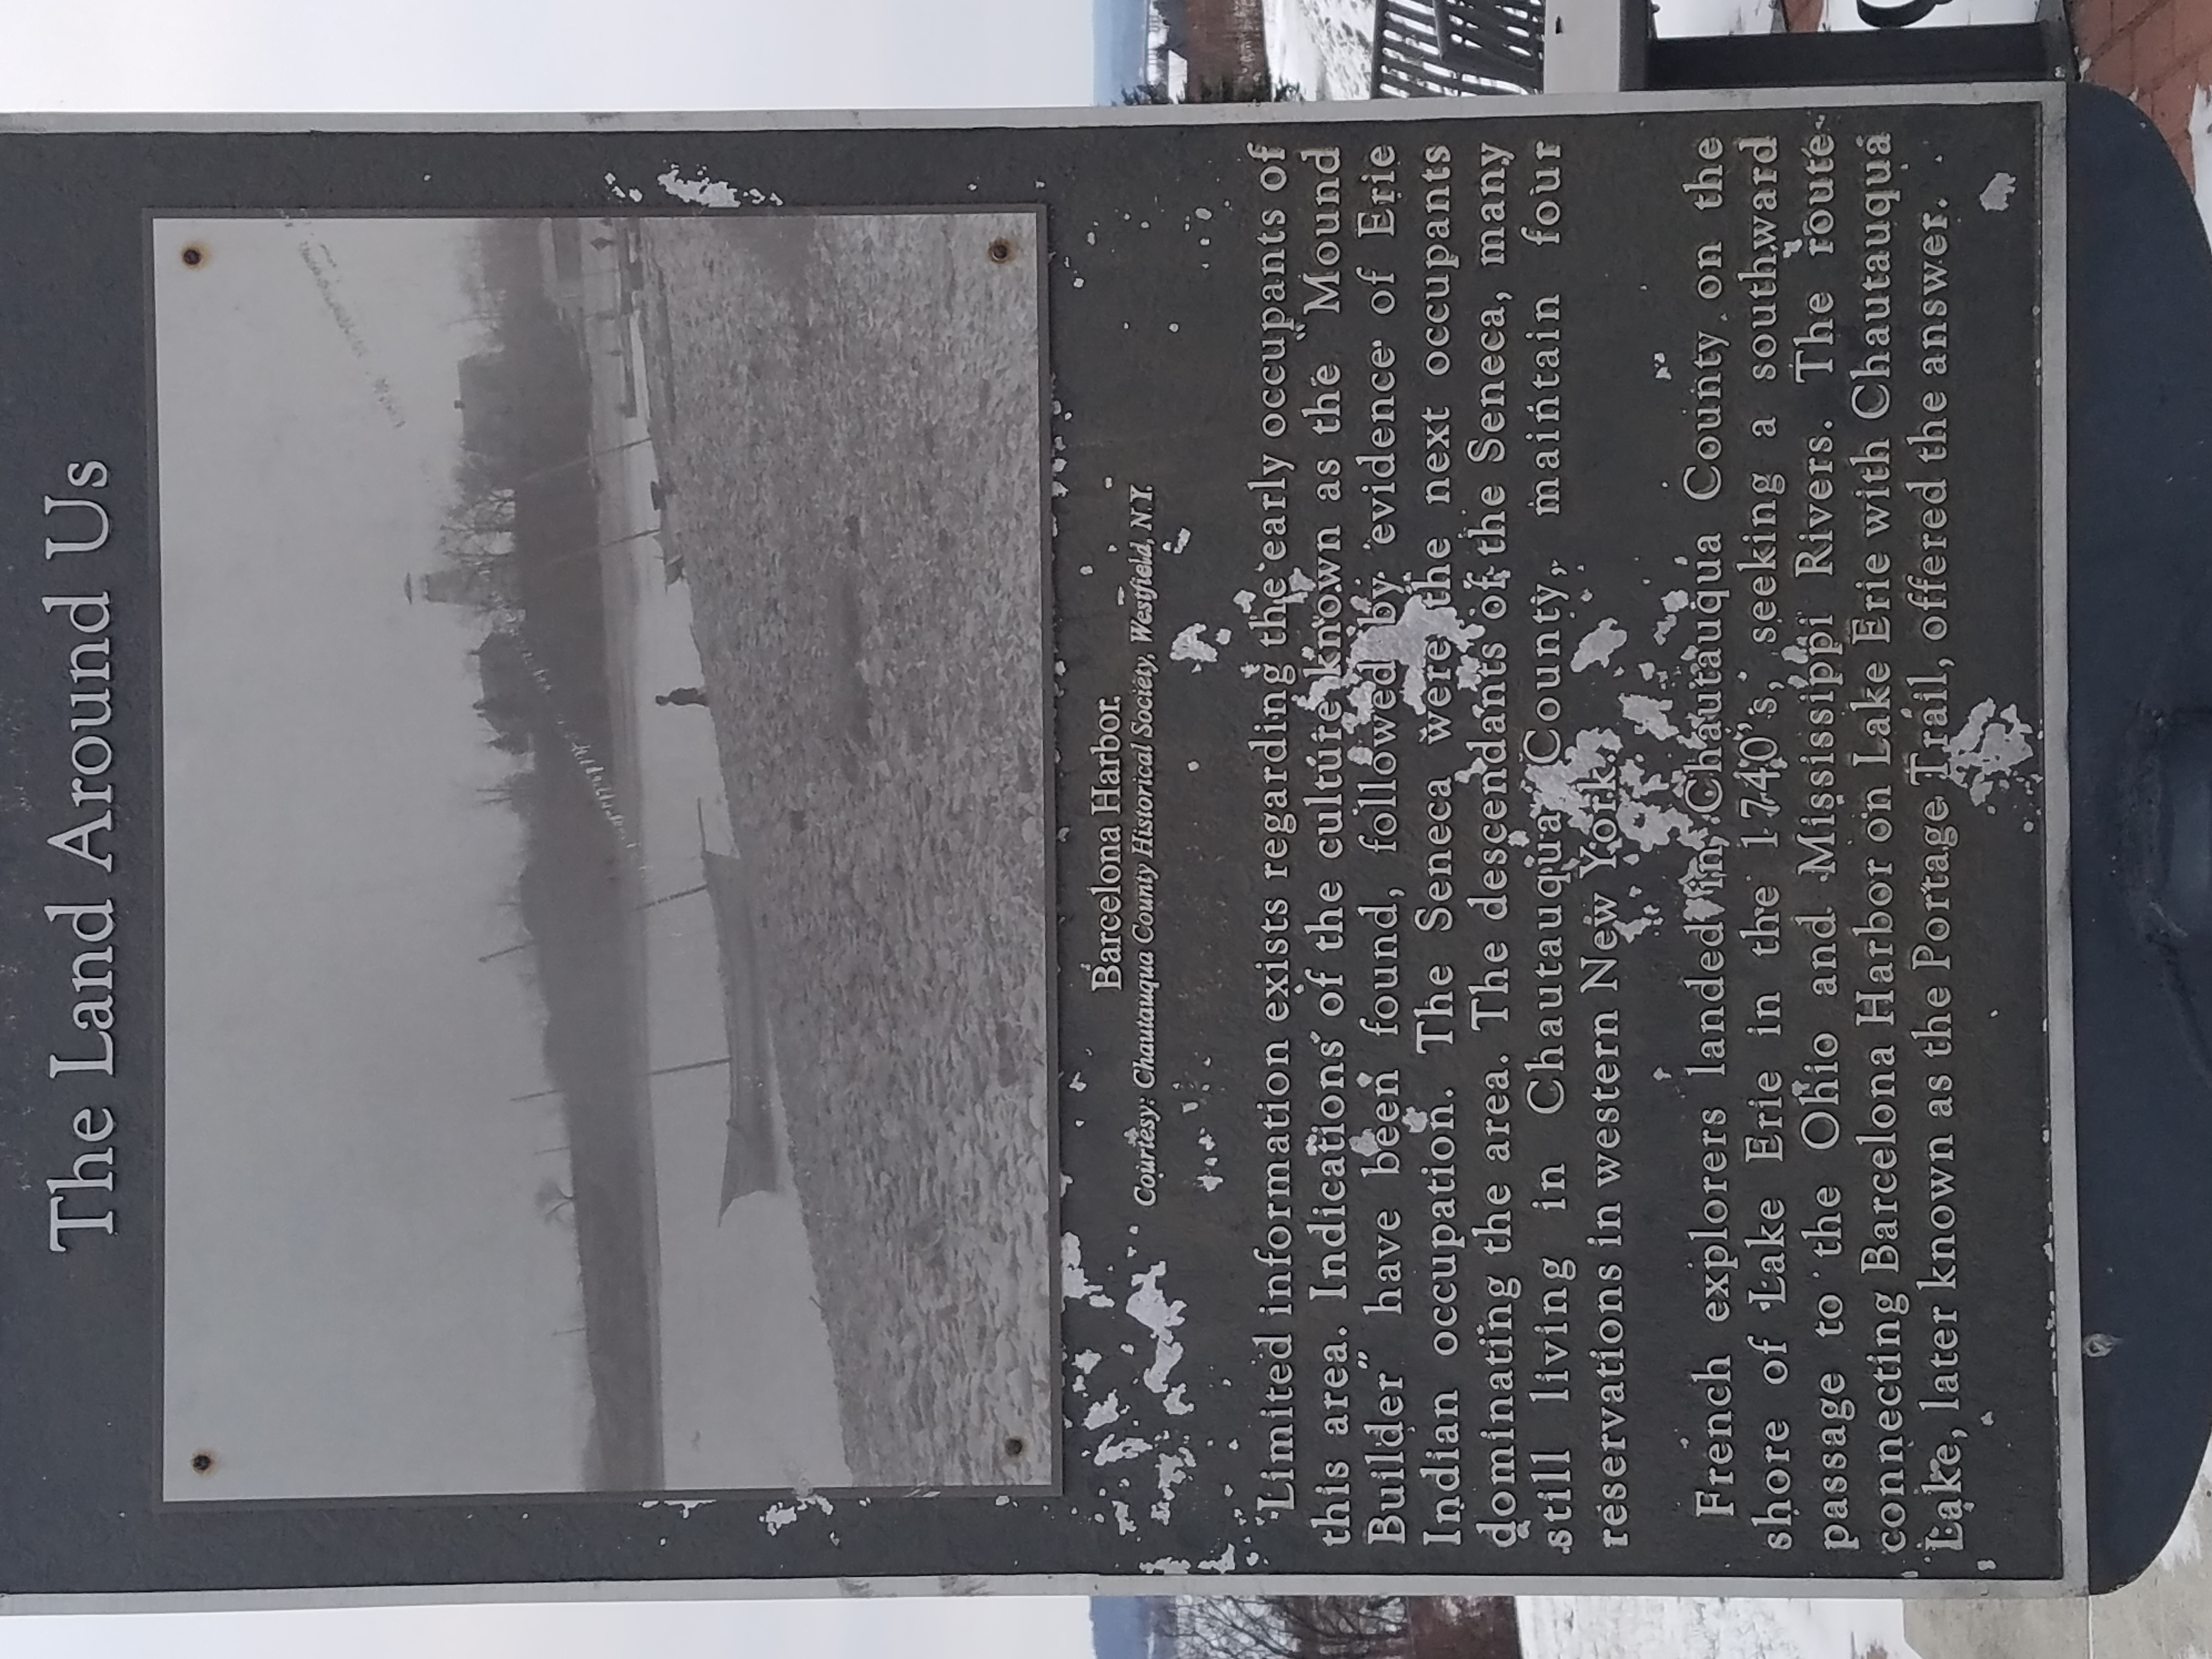 The Land Around Us
Barcelona Harbor.
Courtesy: Chautauqua County Historical Society, Westfield, N.Y.
Limited information exists regarding the early occupants of
this area. Indications of the culture known as the "Mound
Builder" have been found, followed by evidence of Erie
Indian occupation. The Seneca were the next occupants
dominating the area. The descendants of the Seneca, many
still living in Chautauqua County, maintain four
reservations in western New York.
French explorers landed in Chautauqua County on the
shore of Lake Erie in the 1740's, seeking a southward
passage to the Ohio and Mississippi Rivers. The route
connecting Barcelona Harbor on Lake Erie with Chautauqua
Lake, later known as the Portage Trail, offered the answer.